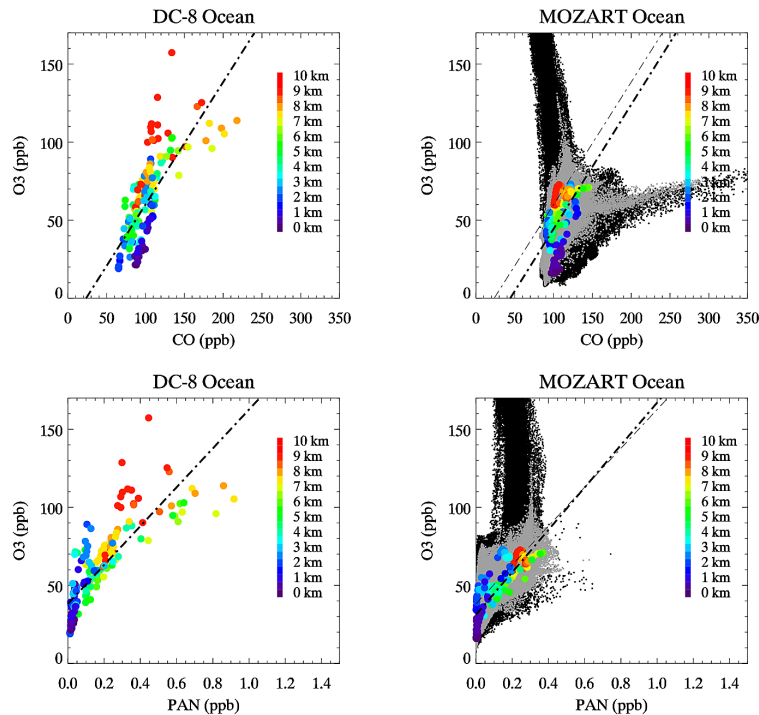 DC-8 Ocean
MOZART Ocean
150
100
50
0
O3 (ppb)
10 km
9 km
8 km
7 km
6 km
5 km
4 km
3 km
2 km
1 km
0 km
0 50 100 150 200 250 300 350
CO (ppb)
150
100
50
0
O3 (ppb)
10 km
9 km
8 km
7 km
6 km
5 km
4 km
3 km
2 km
1 km
0 km
0 50 100 150 200 250 300 350
CO (ppb)
DC-8 Ocean
MOZART Ocean
150
100
50
0
O3 (ppb)
10 km
9 km
8 km
7 km
6 km
5 km
4 km
3 km
2 km
1 km
0 km
0.0 0.2 0.4 0.6 0.8 1.0 1.2 1.4
PAN (ppb)
150
100
50
0
O3 (ppb)
10 km
9 km
8 km
7 km
6 km
5 km
4 km
3 km
2 km
1 km
0 km
0.0 0.2 0.4 0.6 0.8 1.0 1.2 1.4
PAN (ppb)